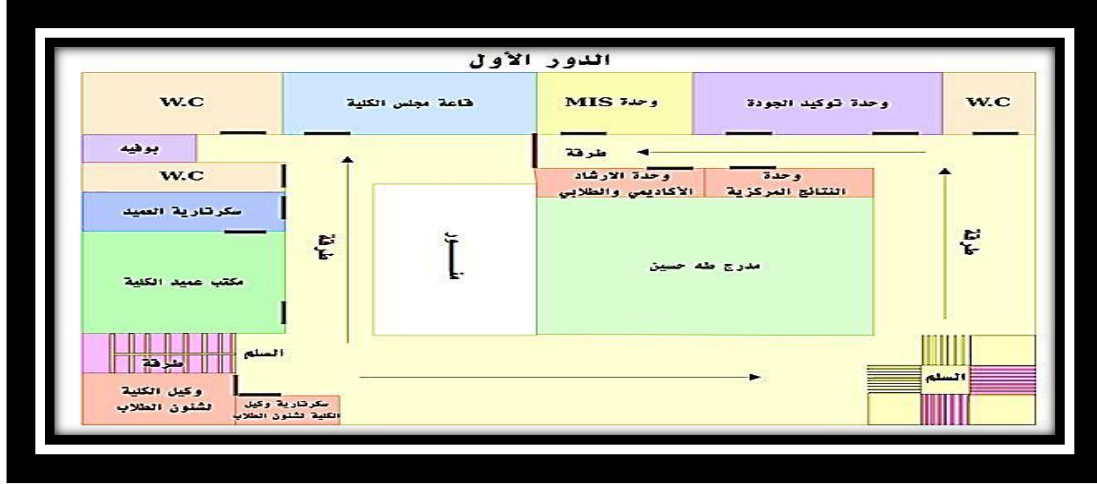 الدور الأول
W.C
وحدة توكيد الجودة
وحدة MIS
قاعة مجلس الكلية
W.C
طرقة
بوفيه
وحدة
النتائج المركزية
وحدة الارشاد
الأكاديمي والطلابي
W.C
سكرتارية العميد
طرقة
مدرج طه حسين
طرقة
مكتب عميد الكلية
السلم
السلم
طرقة
وكيل الكلية
لشئون الطلاب
سكرتارية وكيل
الكلية لشئون الطلاب